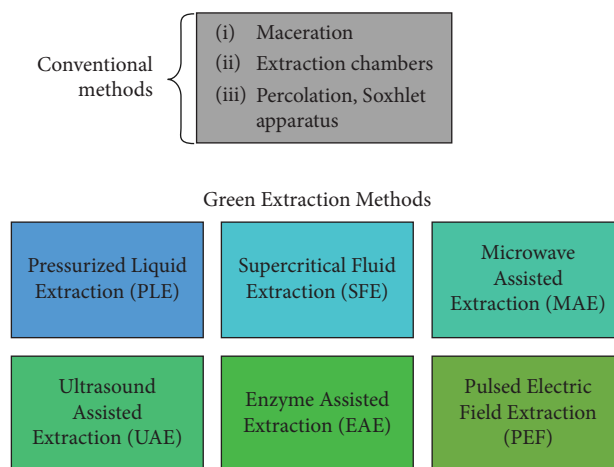 Conventional
methods
(i) Maceration
(ii) Extraction chambers
(iii) Percolation, Soxhlet
apparatus
Green Extraction Methods
Pressurized Liquid
Extraction (PLE)
Supercritical Fluid
Extraction (SFE)
Microwave
Assisted
Extraction (MAE)
Ultrasound
Assisted
Extraction (UAE)
Enzyme Assisted
Extraction (EAE)
Pulsed Electric
Field Extraction
(PEF)